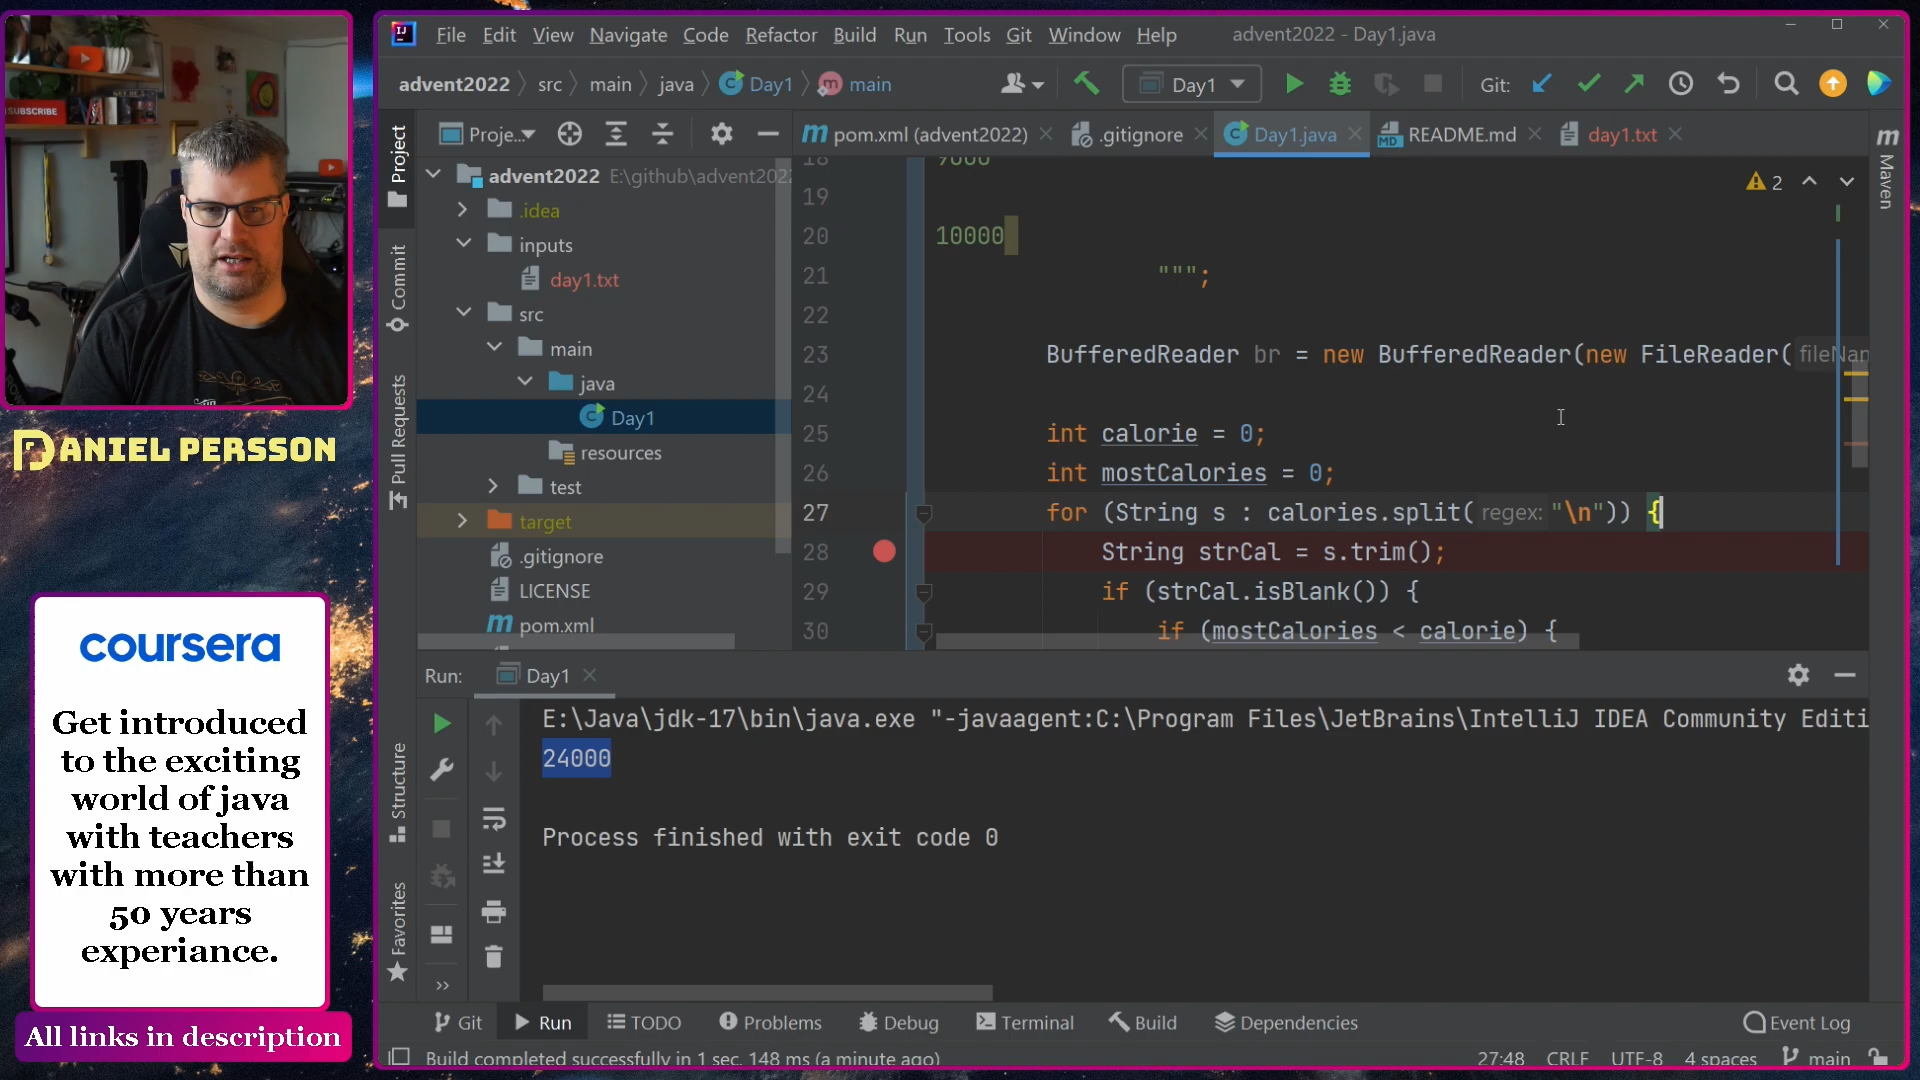 SUBSCRIBE
DANIEL PERSSON
coursera
Get introduced
to the exciting
world of java
with teachers
with more than
50 years
experiance.
All links in description
File Edit View Navigate Code Refactor Build Run Tools Git Window Help advent2022 - Day1.java
advent2022 src main java Day1 main Day1 Git:
Project Proje... pom.xml (advent2022) .gitignore Day1.java README.md day1.txt Maven
advent2022 E:\github\advent2022
.idea
inputs
day1.txt
src
main
java
Day1
resources
test
target
.gitignore
LICENSE
pom.xml
Commit
Pull Requests
Structure
Favorites
2
18 9000
19
20 10000
21 """;
22
23 BufferedReader br = new BufferedReader(new FileReader( fileNam
24
25 int calorie = 0;
26 int mostCalories = 0;
27 for (String s : calories.split( regex: "\n")) {
28 String strCal = s.trim();
29 if (strCal.isBlank()) {
30 if (mostCalories < calorie) {
Run: Day1
E:\Java\jdk-17\bin\java.exe "-javaagent:C:\Program Files\JetBrains\IntelliJ IDEA Community Editi
24000
Process finished with exit code 0
Git Run TODO Problems Debug Terminal Build Dependencies Event Log
Build completed successfully in 1 sec, 148 ms (a minute ago) 27:48 CRLF UTF-8 4 spaces main